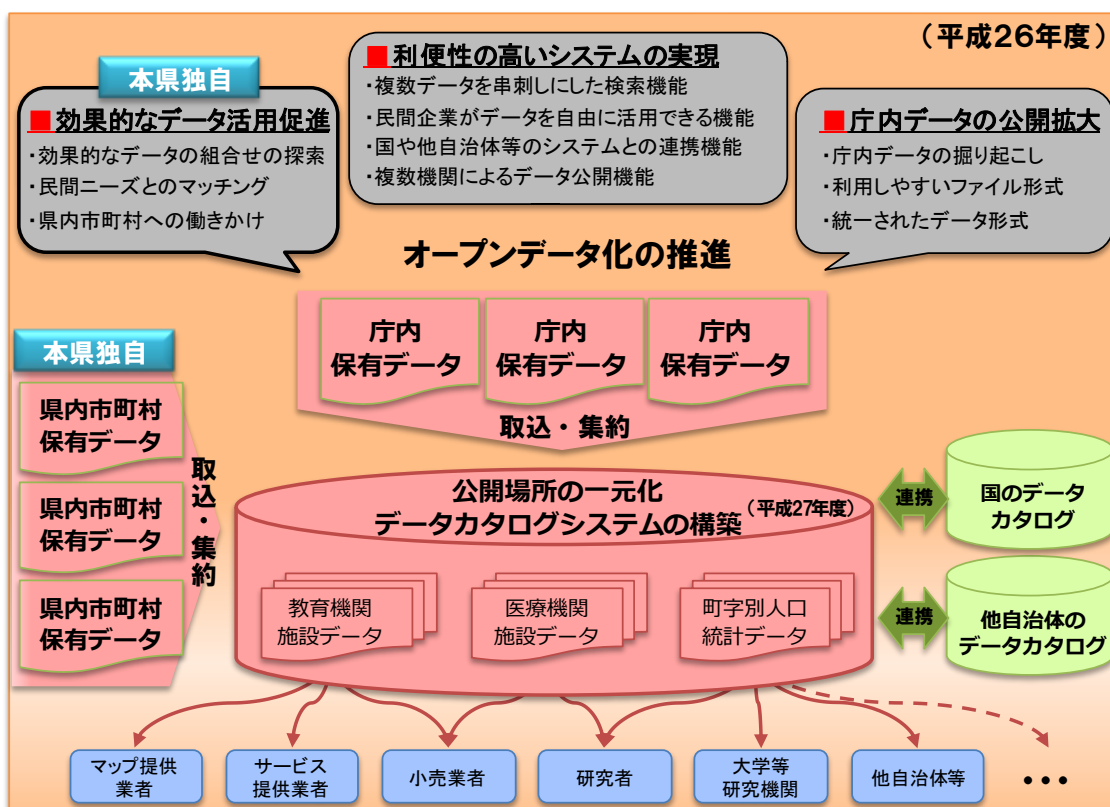 （平成２６年度）
本県独自
■効果的なデータ活用促進
・効果的なデータの組合せの探索
・民間ニーズとのマッチング
・県内市町村への働きかけ
■利便性の高いシステムの実現
・複数データを串刺しにした検索機能
・民間企業がデータを自由に活用できる機能
・国や他自治体等のシステムとの連携機能
・複数機関によるデータ公開機能
■庁内データの公開拡大
・庁内データの掘り起こし
・利用しやすいファイル形式
・統一されたデータ形式
オープンデータ化の推進
庁内
保有データ
庁内
保有データ
庁内
保有データ
取込・集約
本県独自
県内市町村
保有データ
県内市町村
保有データ
県内市町村
保有データ
取込・集約
公開場所の一元化
データカタログシステムの構築（平成27年度）
教育機関
施設データ
医療機関
施設データ
町字別人口
統計データ
連携
国のデータ
カタログ
連携
他自治体の
データカタログ
マップ提供
業者
サービス
提供業者
小売業者
研究者
大学等
研究機関
他自治体等
・・・